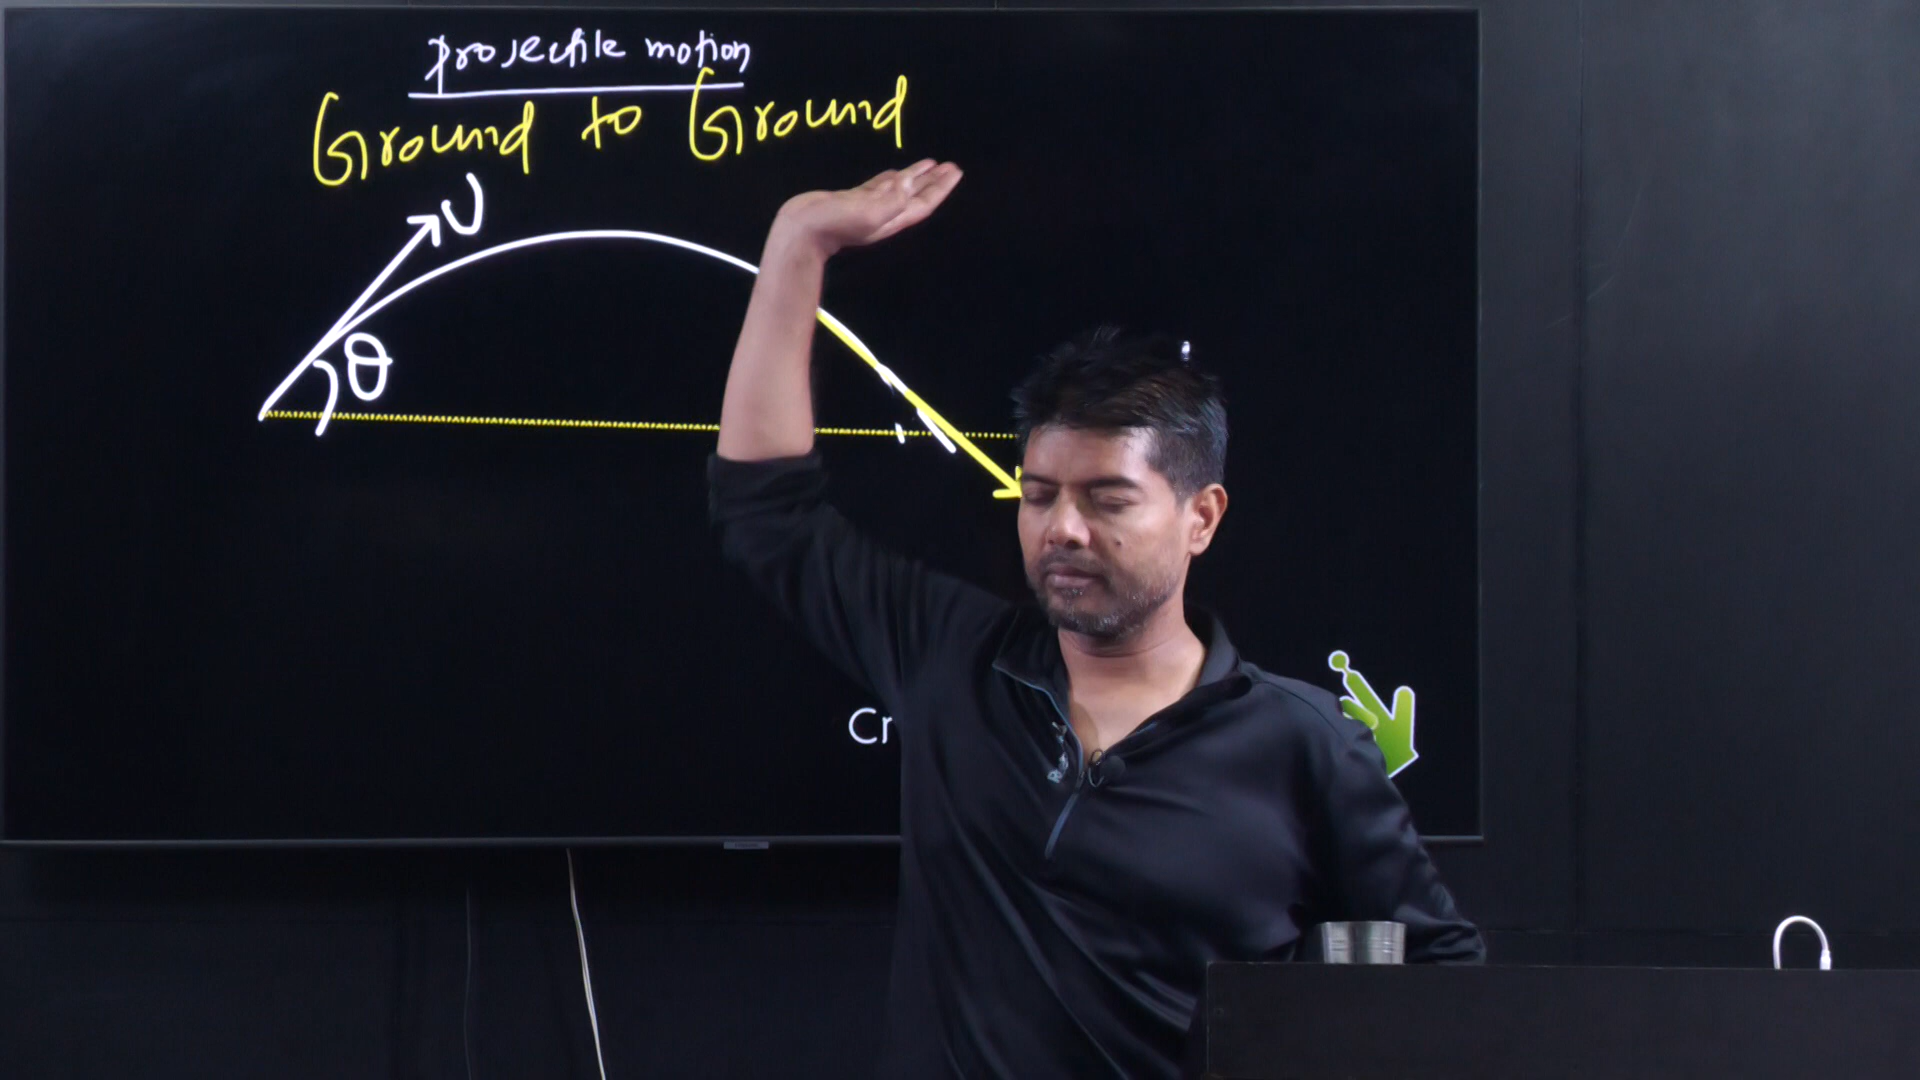 projectile motion
Ground to Ground
U
θ